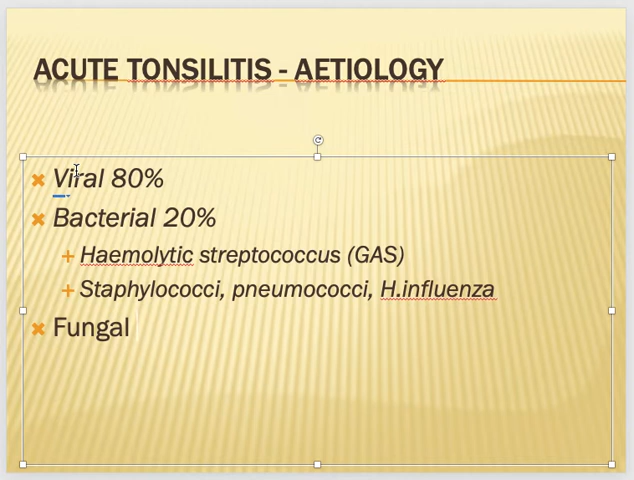 ACUTE TONSILITIS - AETIOLOGY
Viral 80%
Bacterial 20%
Haemolytic streptococcus (GAS)
Staphylococci, pneumococci, H.influenza
Fungal